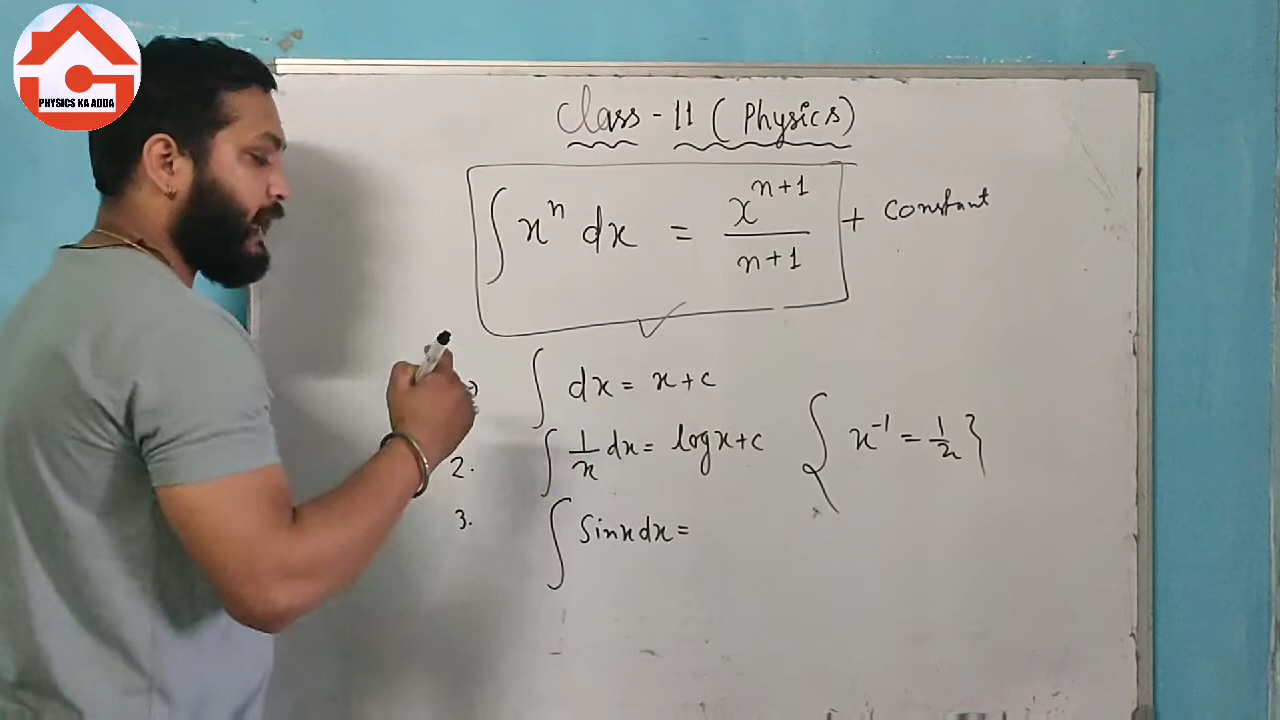 PHYSICS KA ADDA
Class - 11 ( Physics )
∫ xⁿ dx = xⁿ⁺¹ / n+1 + Constant
∫ dx = x + c
2. ∫ 1/x dx = log x + c { x⁻¹ = 1/x }
3. ∫ Sinx dx =